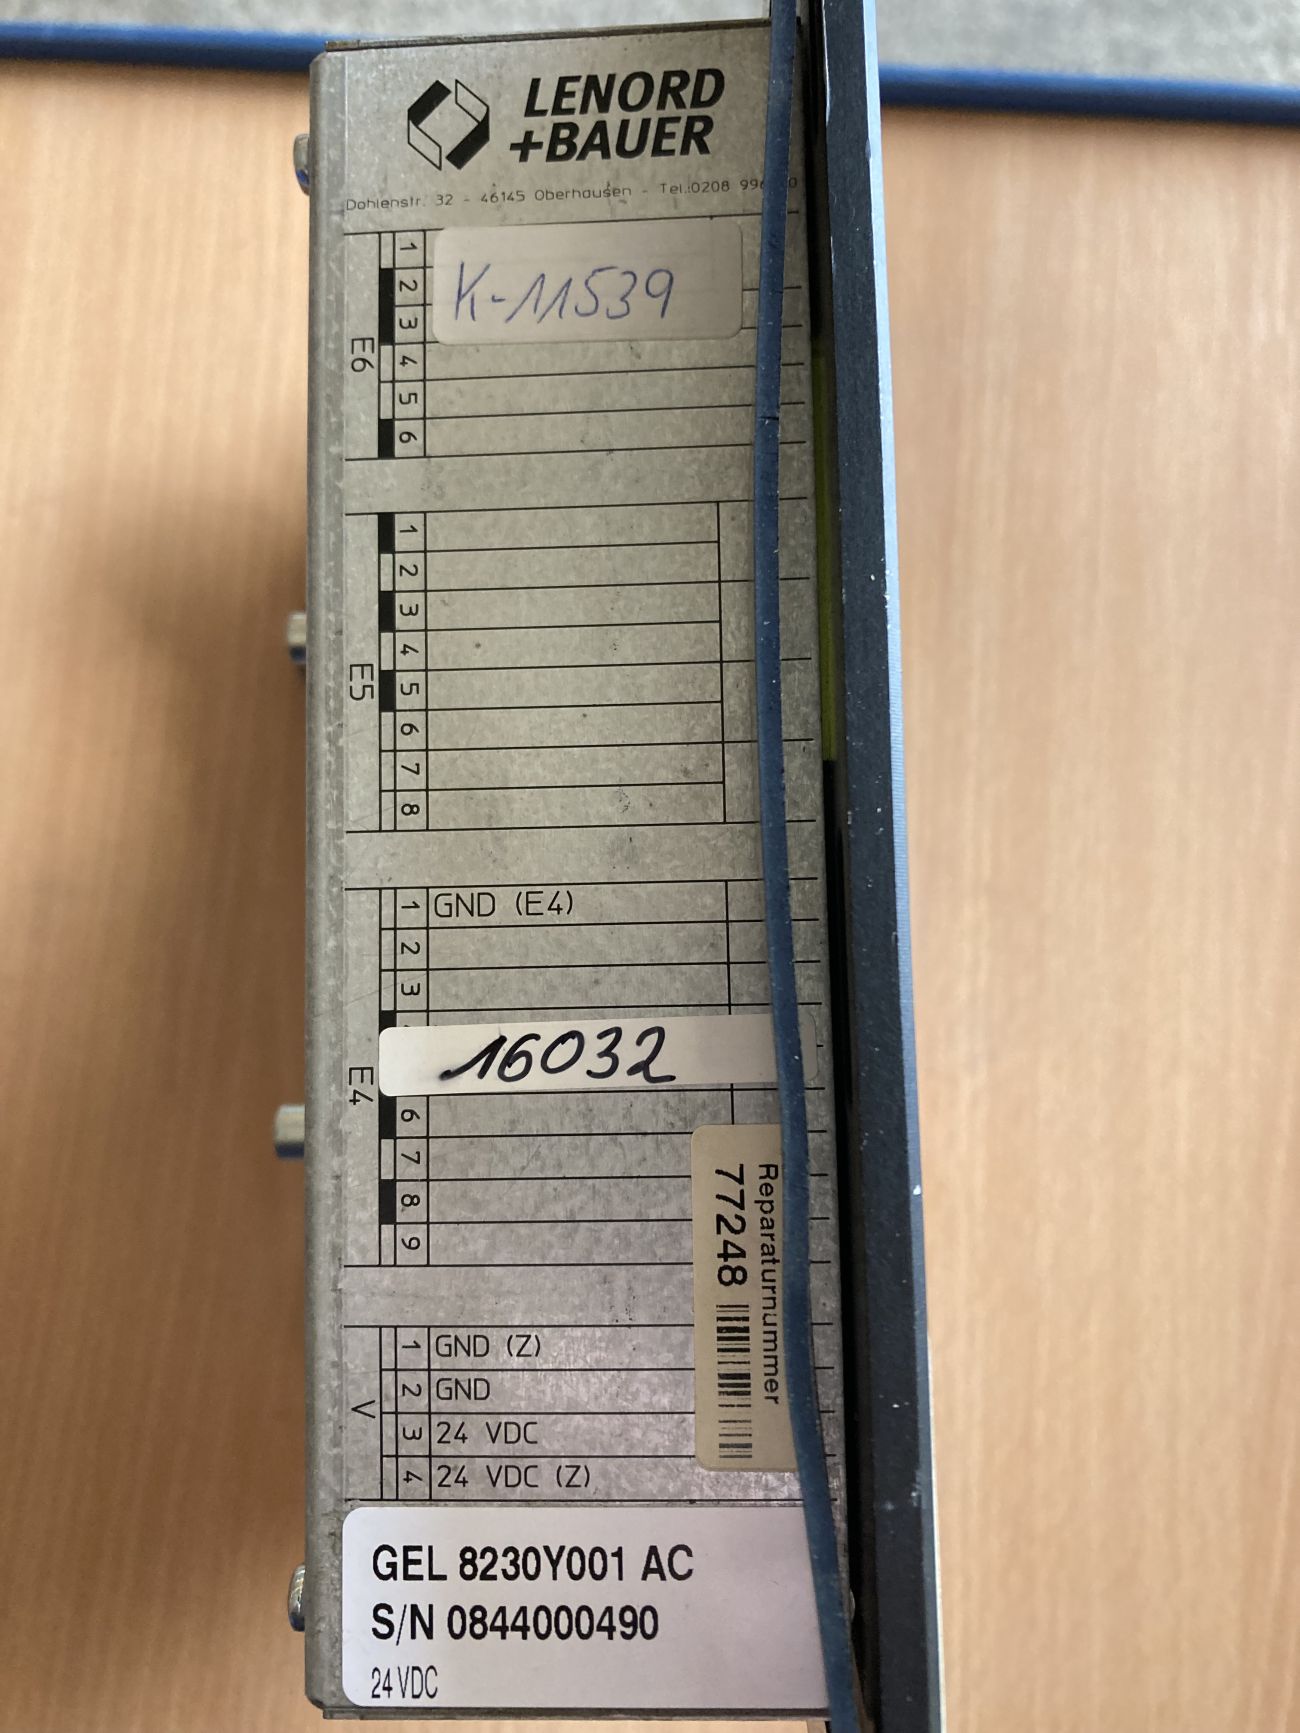 LENORD
+BAUER
Dohlenstr. 32 - 46145 Oberhausen - Tel.:0208
E6
1
2
3
4
5
6
K-11539
E5
1
2
3
4
5
6
7
8
E4
1 GND (E4)
2
3
16032
6
7
8
9
Reparaturnummer
77248
V
1 GND (Z)
2 GND
3 24 VDC
4 24 VDC (Z)
GEL 8230Y001 AC
S/N 0844000490
24 VDC